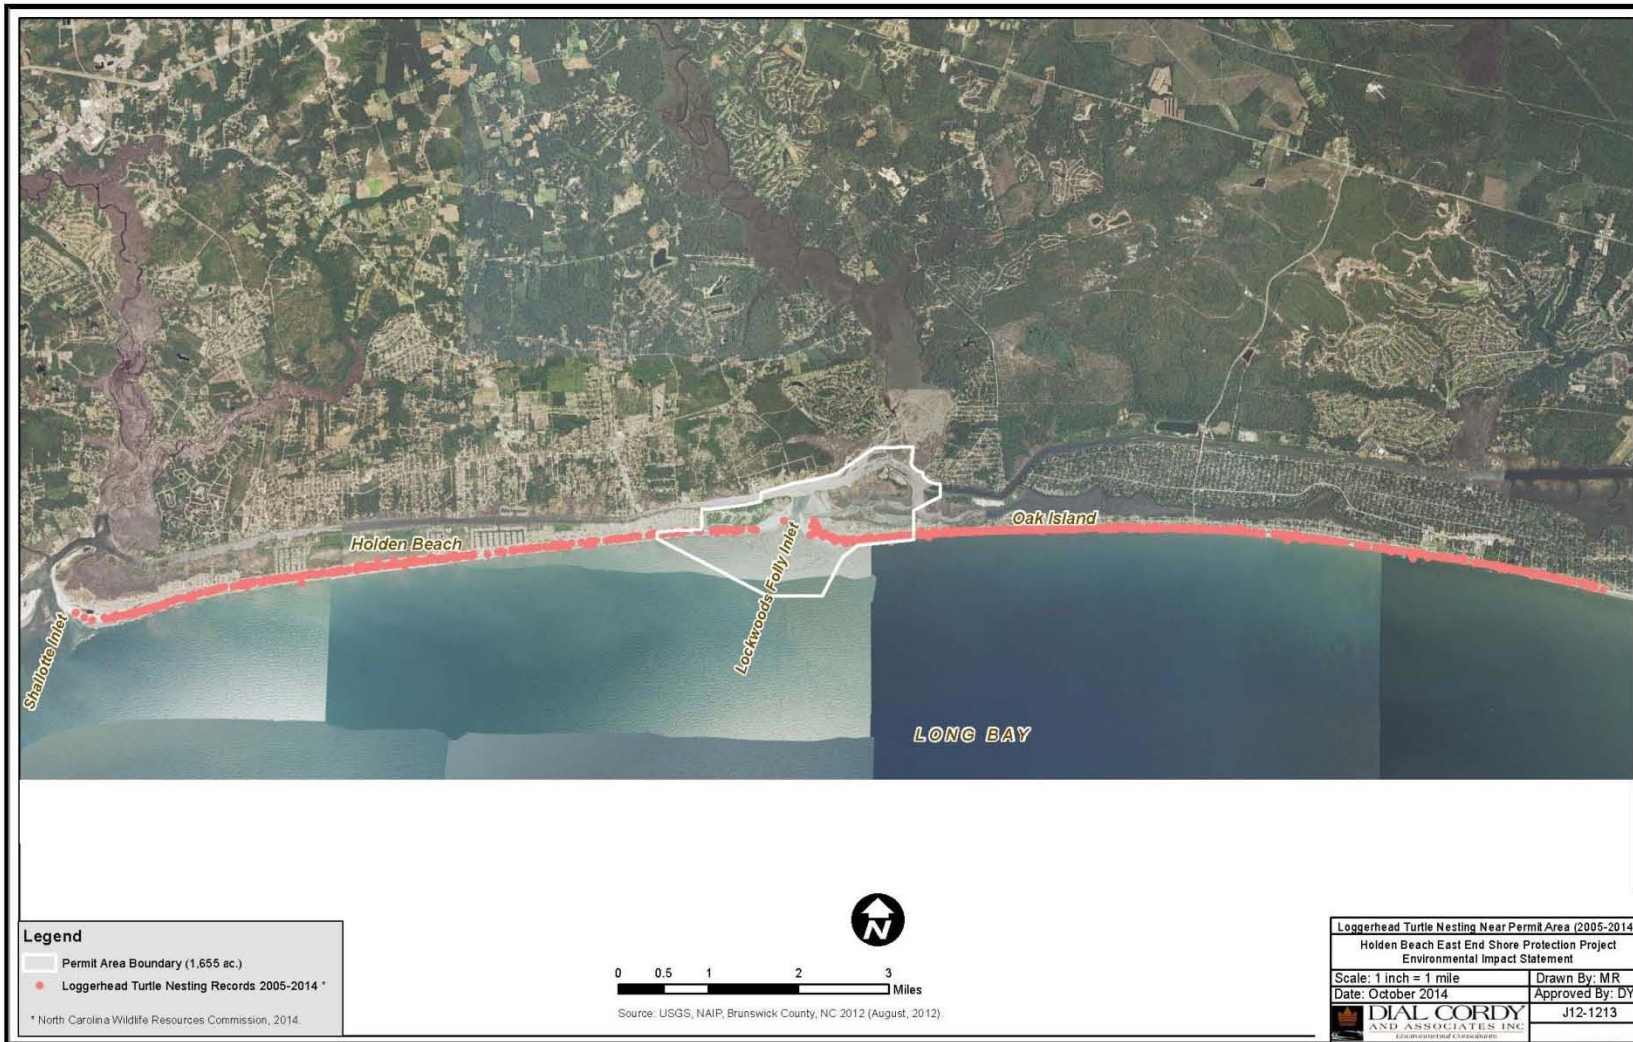 Holden Beach
Oak Island
Shallotte Inlet
Lockwoods Folly Inlet
LONG BAY
Legend
Permit Area Boundary (1,655 ac.)
Loggerhead Turtle Nesting Records 2005-2014 *
* North Carolina Wildlife Resources Commission, 2014.
N
0 0.5 1 2 3
Miles
Source: USGS, NAIP, Brunswick County, NC 2012 (August, 2012).
Loggerhead Turtle Nesting Near Permit Area (2005-2014
Holden Beach East End Shore Protection Project
Environmental Impact Statement
Scale: 1 inch = 1 mile
Drawn By: MR
Date: October 2014
Approved By: DY
DIAL CORDY
AND ASSOCIATES INC
Environmental Consultants
J12-1213